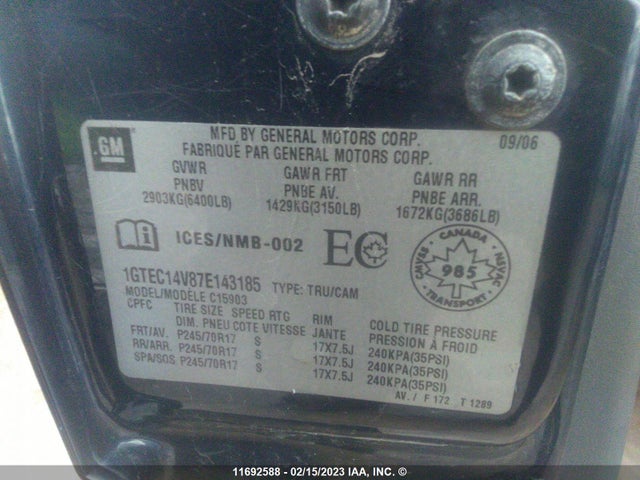 GM
MFD BY GENERAL MOTORS CORP. 09/06
FABRIQUE PAR GENERAL MOTORS CORP.
GVWR GAWR FRT GAWR RR
PNBV PNBE AV. PNBE ARR.
2903KG(6400LB) 1429KG(3150LB) 1672KG(3686LB)
i ICES/NMB-002 EC
CANADA
985
CMVSS NSVAC
TRANSPORT
1GTEC14V87E143185 TYPE: TRU/CAM
MODEL/MODÈLE C15903
CPFC TIRE SIZE SPEED RTG RIM COLD TIRE PRESSURE
DIM. PNEU COTE VITESSE JANTE PRESSION À FROID
FRT/AV. P245/70R17 S 17X7.5J 240KPA(35PSI)
RR/ARR. P245/70R17 S 17X7.5J 240KPA(35PSI)
SPA/SOS P245/70R17 S 17X7.5J 240KPA(35PSI)
AV./ F 172 T 1289
11692588 - 02/15/2023 IAA, INC. ©